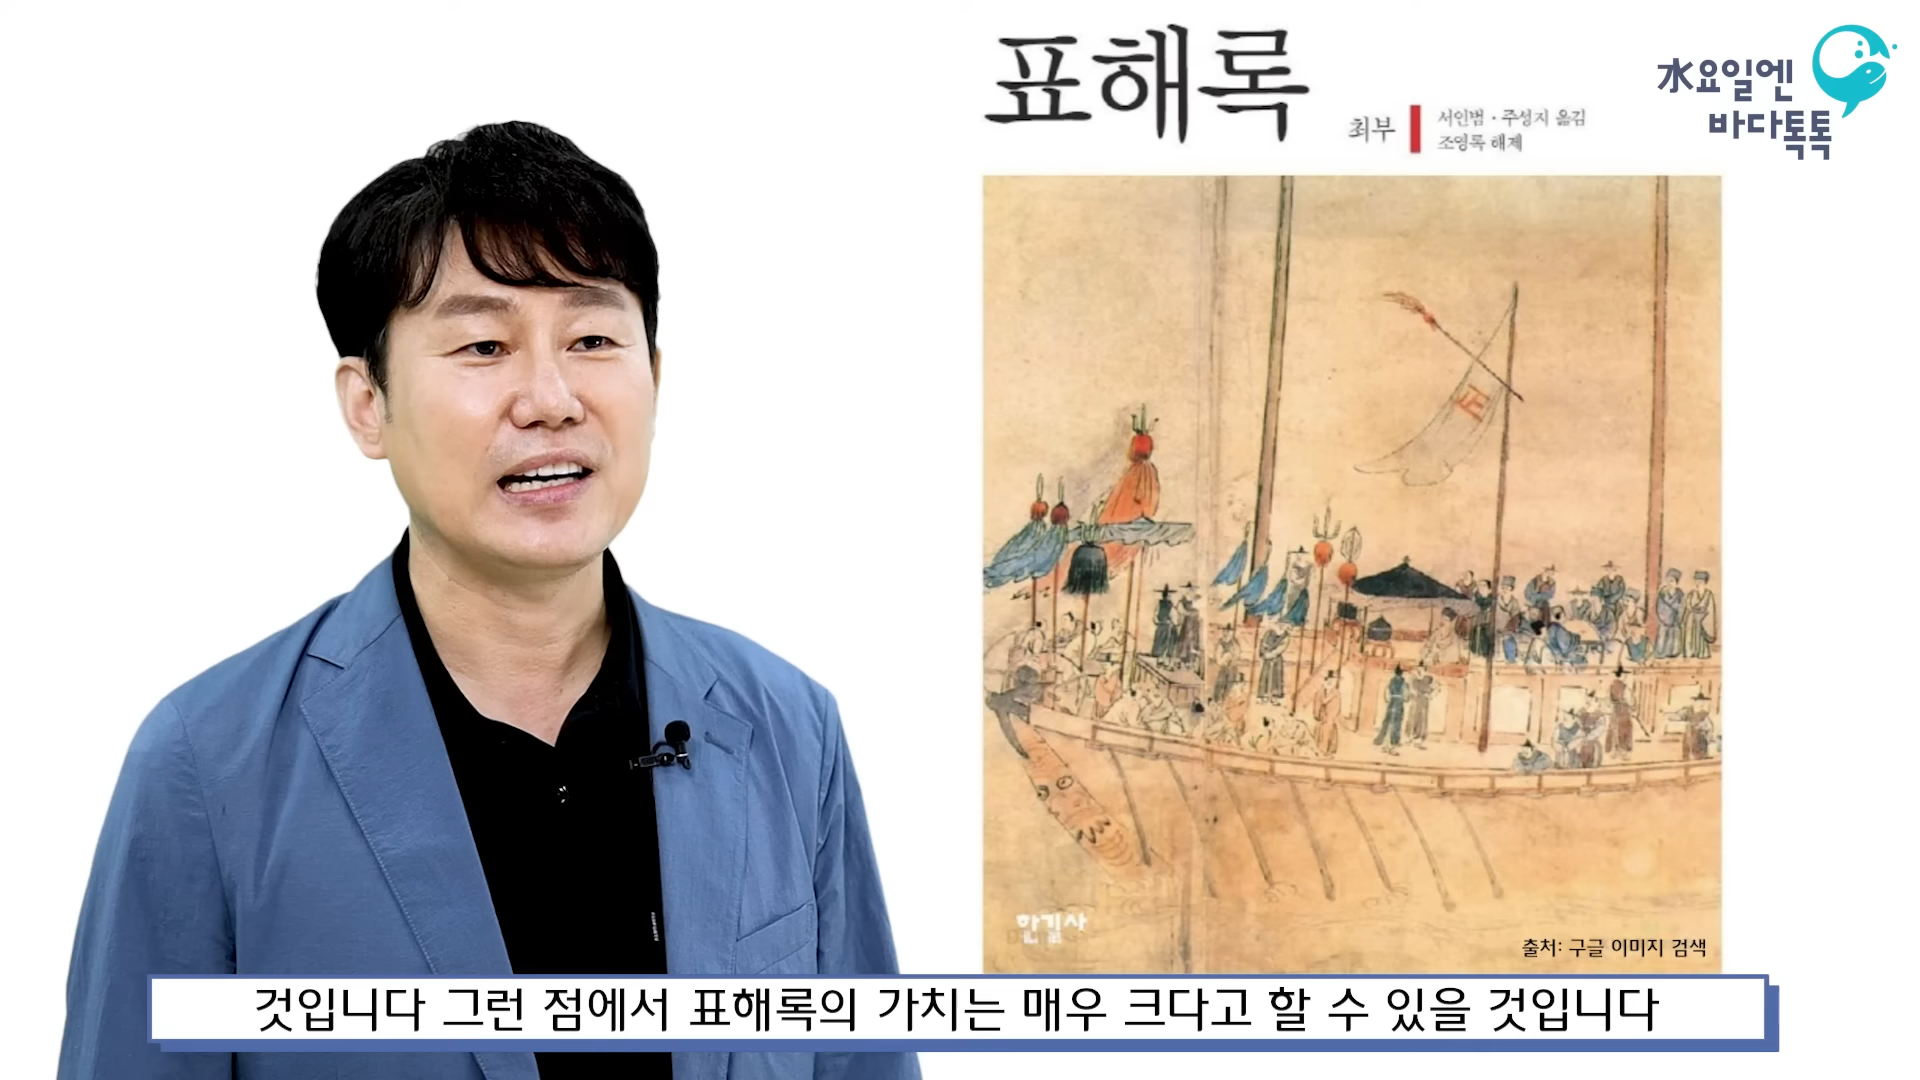 표해록
최부
서인범·주성지 옮김
조영록 해제
水요일엔
바다톡톡
正
한길사
출처: 구글 이미지 검색
것입니다 그런 점에서 표해록의 가치는 매우 크다고 할 수 있을 것입니다